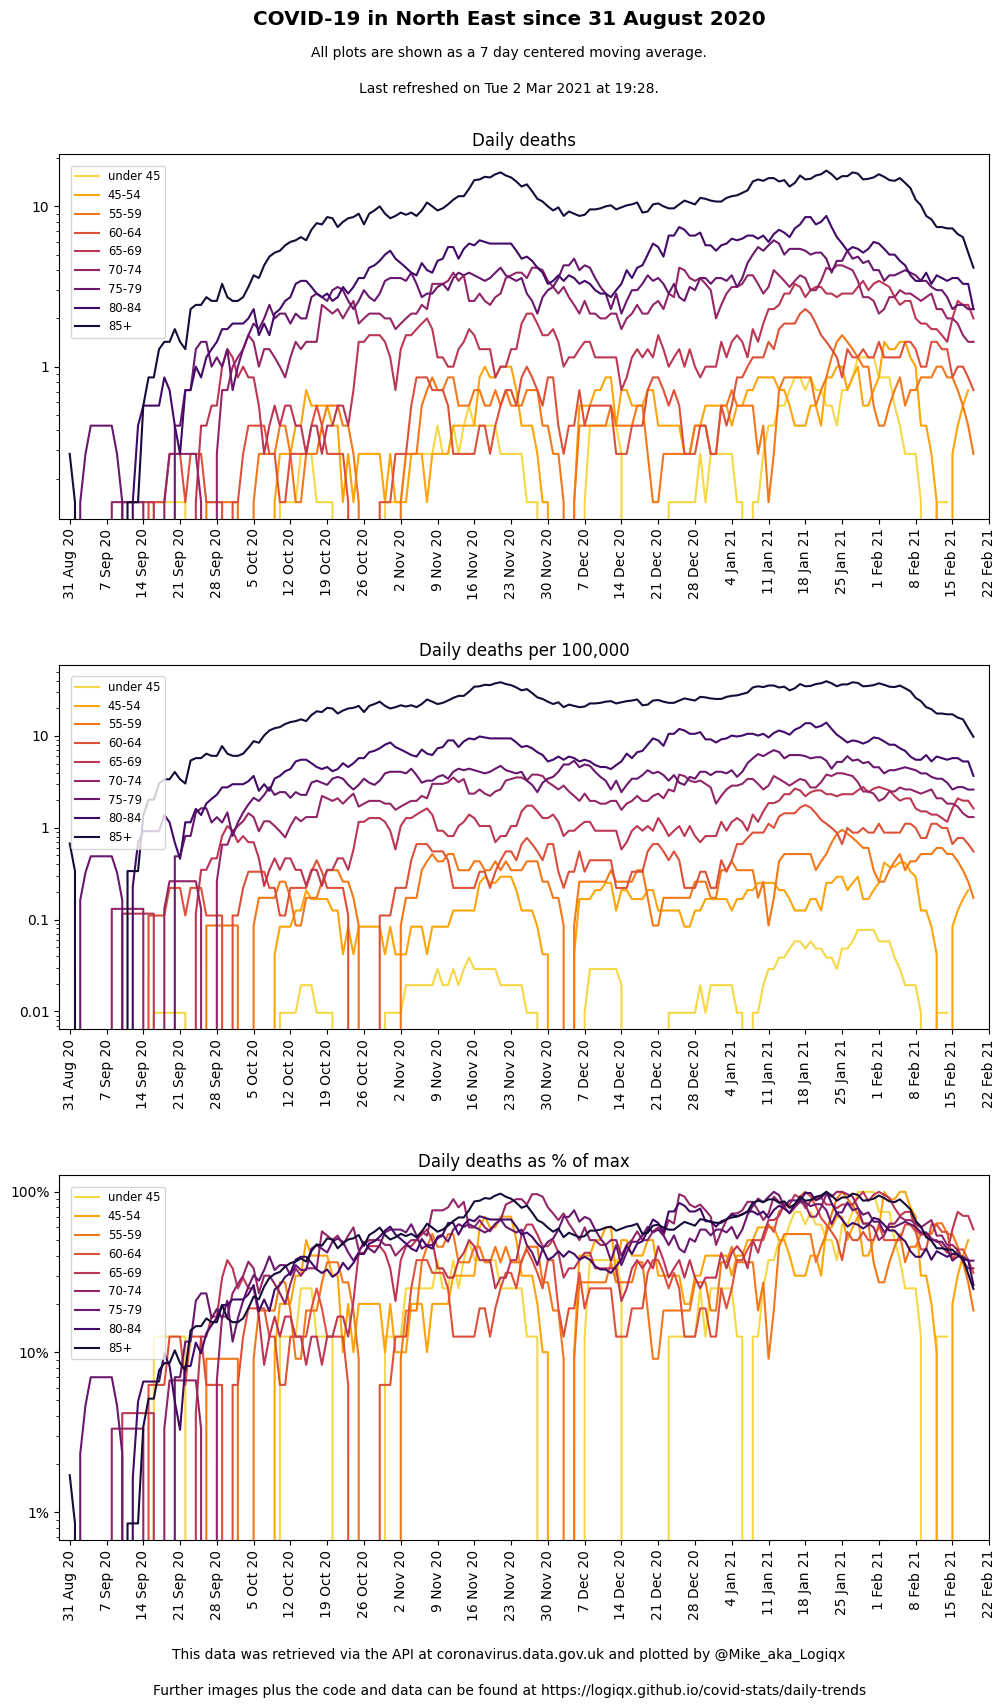 COVID-19 in North East since 31 August 2020
All plots are shown as a 7 day centered moving average.
Last refreshed on Tue 2 Mar 2021 at 19:28.
Daily deaths
under 45
45-54
55-59
60-64
65-69
70-74
75-79
80-84
85+
10
1
31 Aug 20
7 Sep 20
14 Sep 20
21 Sep 20
28 Sep 20
5 Oct 20
12 Oct 20
19 Oct 20
26 Oct 20
2 Nov 20
9 Nov 20
16 Nov 20
23 Nov 20
30 Nov 20
7 Dec 20
14 Dec 20
21 Dec 20
28 Dec 20
4 Jan 21
11 Jan 21
18 Jan 21
25 Jan 21
1 Feb 21
8 Feb 21
15 Feb 21
22 Feb 21
Daily deaths per 100,000
under 45
45-54
55-59
60-64
65-69
70-74
75-79
80-84
85+
10
1
0.1
0.01
31 Aug 20
7 Sep 20
14 Sep 20
21 Sep 20
28 Sep 20
5 Oct 20
12 Oct 20
19 Oct 20
26 Oct 20
2 Nov 20
9 Nov 20
16 Nov 20
23 Nov 20
30 Nov 20
7 Dec 20
14 Dec 20
21 Dec 20
28 Dec 20
4 Jan 21
11 Jan 21
18 Jan 21
25 Jan 21
1 Feb 21
8 Feb 21
15 Feb 21
22 Feb 21
Daily deaths as % of max
under 45
45-54
55-59
60-64
65-69
70-74
75-79
80-84
85+
100%
10%
1%
31 Aug 20
7 Sep 20
14 Sep 20
21 Sep 20
28 Sep 20
5 Oct 20
12 Oct 20
19 Oct 20
26 Oct 20
2 Nov 20
9 Nov 20
16 Nov 20
23 Nov 20
30 Nov 20
7 Dec 20
14 Dec 20
21 Dec 20
28 Dec 20
4 Jan 21
11 Jan 21
18 Jan 21
25 Jan 21
1 Feb 21
8 Feb 21
15 Feb 21
22 Feb 21
This data was retrieved via the API at coronavirus.data.gov.uk and plotted by @Mike_aka_Logiqx
Further images plus the code and data can be found at https://logiqx.github.io/covid-stats/daily-trends